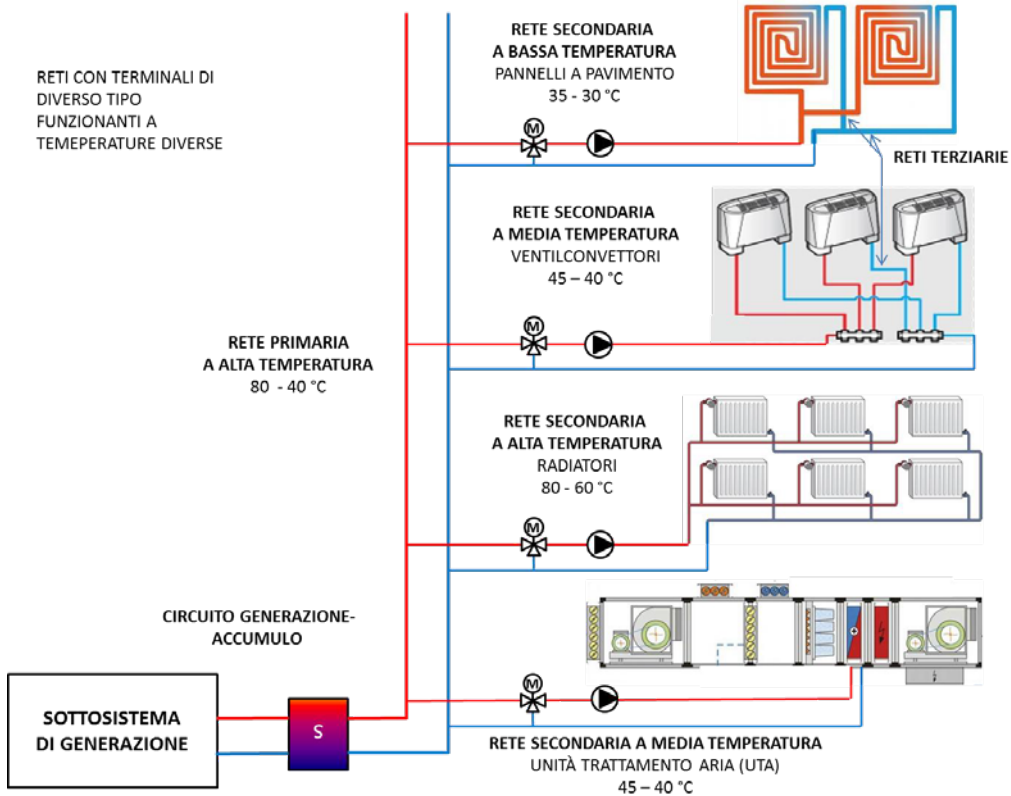 RETI CON TERMINALI DI
DIVERSO TIPO
FUNZIONANTI A
TEMEPERATURE DIVERSE
RETE SECONDARIA
A BASSA TEMPERATURA
PANNELLI A PAVIMENTO
35 - 30 °C
M
RETI TERZIARIE
RETE SECONDARIA
A MEDIA TEMPERATURA
VENTILCONVETTORI
45 – 40 °C
M
RETE PRIMARIA
A ALTA TEMPERATURA
80 - 40 °C
RETE SECONDARIA
A ALTA TEMPERATURA
RADIATORI
80 - 60 °C
M
CIRCUITO GENERAZIONE-
ACCUMULO
SOTTOSISTEMA
DI GENERAZIONE
S
M
RETE SECONDARIA A MEDIA TEMPERATURA
UNITÀ TRATTAMENTO ARIA (UTA)
45 – 40 °C